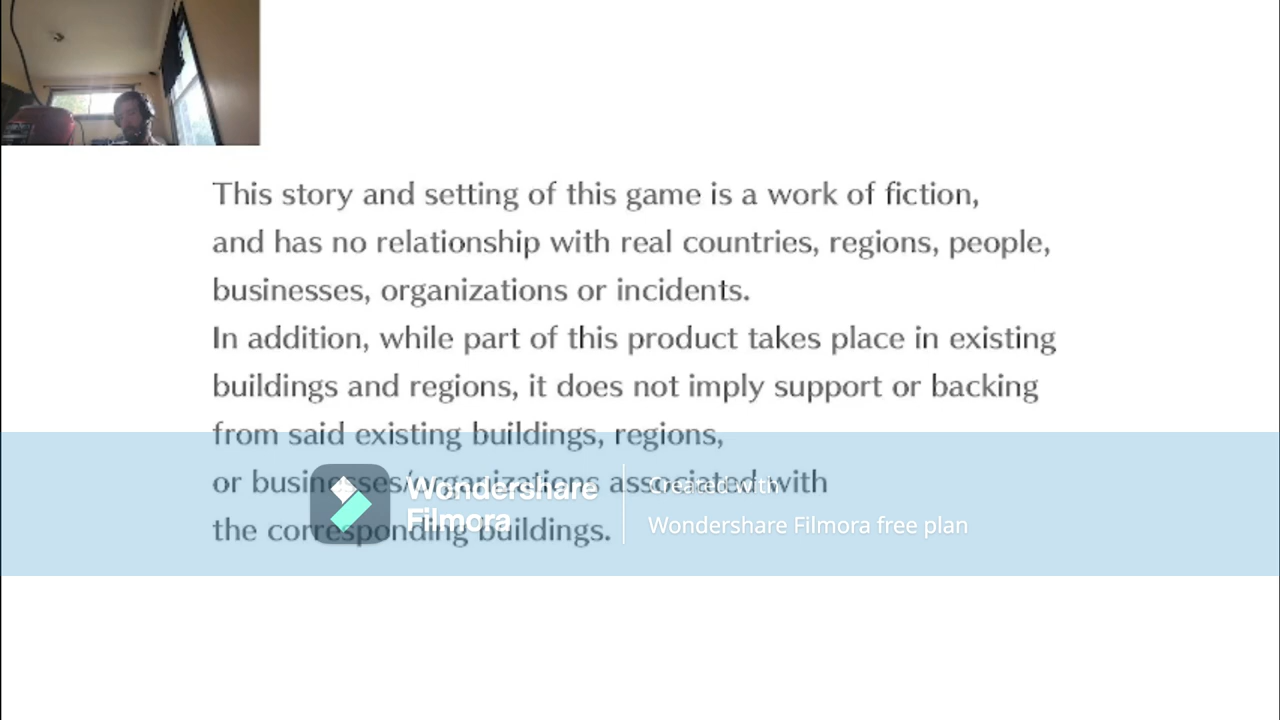 This story and setting of this game is a work of fiction,
and has no relationship with real countries, regions, people,
businesses, organizations or incidents.
In addition, while part of this product takes place in existing
buildings and regions, it does not imply support or backing
from said existing buildings, regions,
or businesses/organizations associated with
the corresponding buildings.
Wondershare
Filmora
Created with
Wondershare Filmora free plan